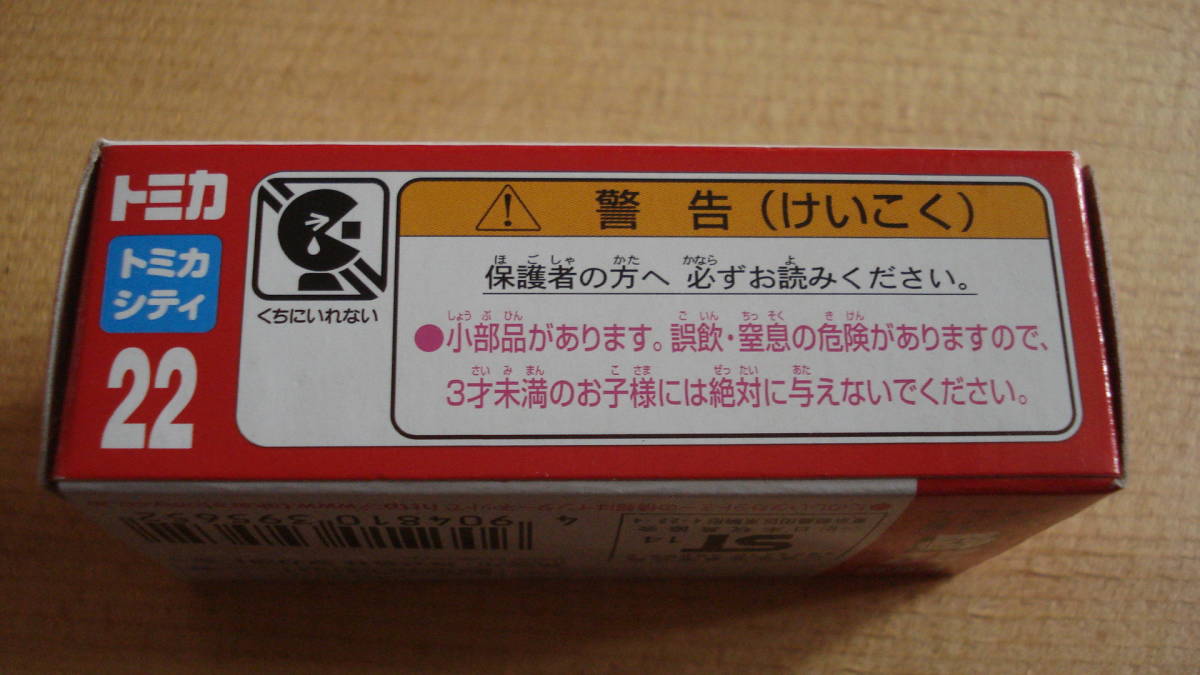 トミカ
トミカ
シティ
22
くちにいれない
警告(けいこく)
ほごしゃ かた かなら よ
保護者の方へ 必ずお読みください。
しょうぶひん ごいん ちっそく きけん
●小部品があります。誤飲・窒息の危険がありますので、
さいみまん こさま ぜったい あた
3才未満のお子様には絶対に与えないでください。
ST 14